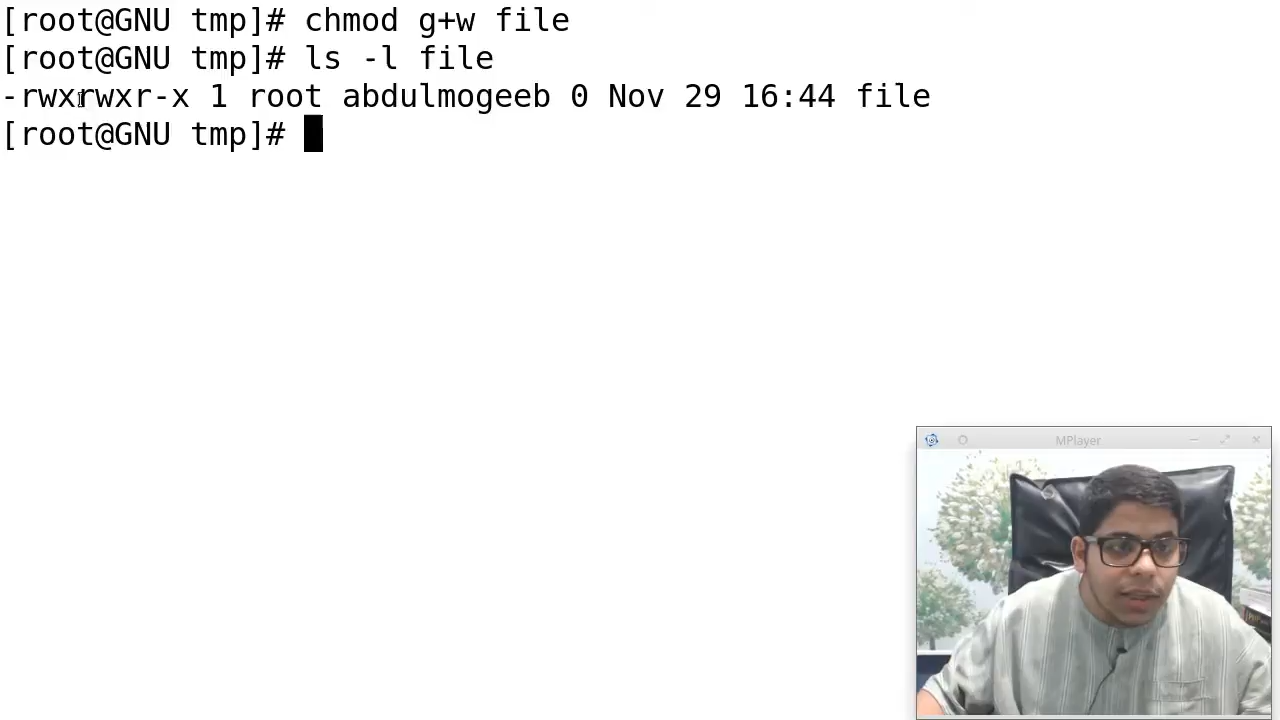 [root@GNU tmp]# chmod g+w file
[root@GNU tmp]# ls -l file
-rwxrwxr-x 1 root abdulmogeeb 0 Nov 29 16:44 file
[root@GNU tmp]#
MPlayer